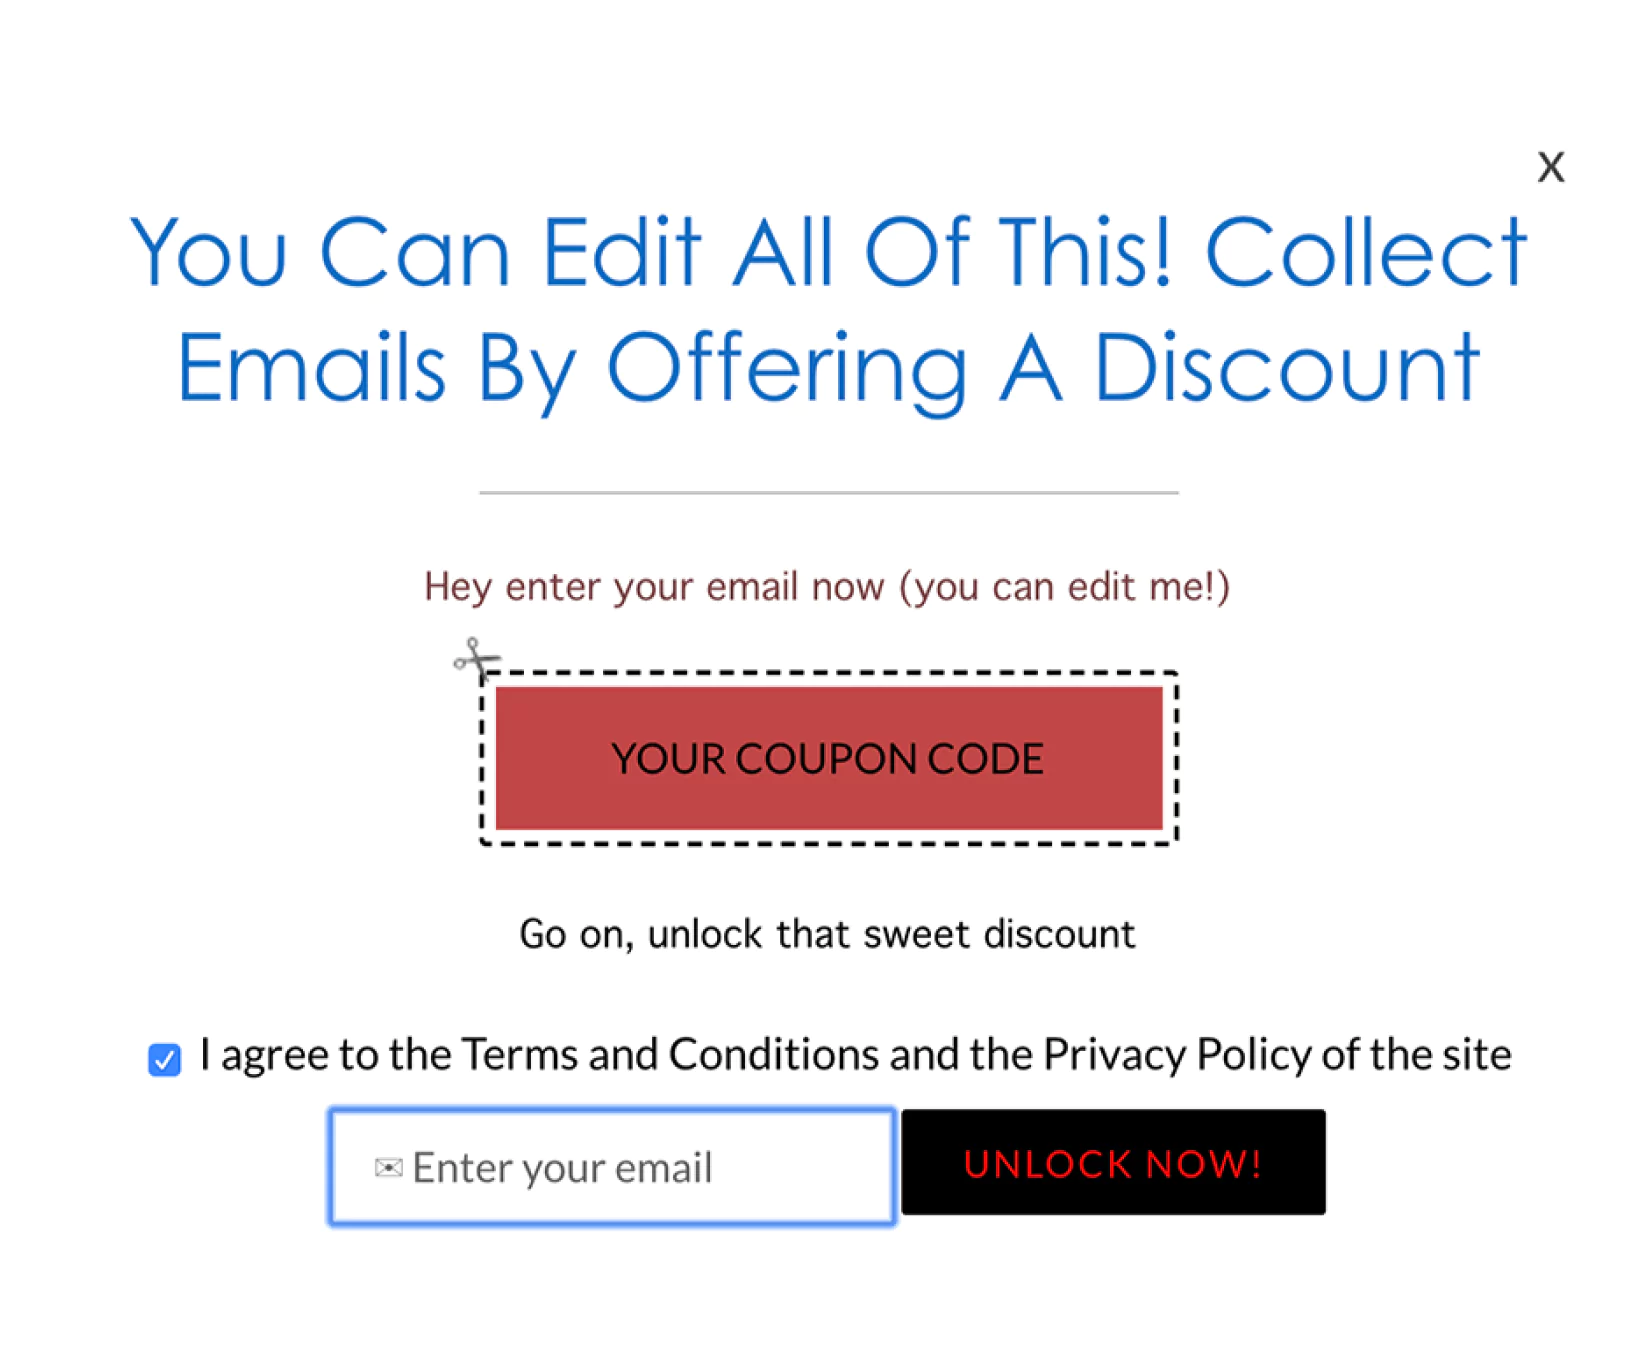 X
You Can Edit All Of This! Collect
Emails By Offering A Discount
Hey enter your email now (you can edit me!)
YOUR COUPON CODE
Go on, unlock that sweet discount
I agree to the Terms and Conditions and the Privacy Policy of the site
Enter your email
UNLOCK NOW!